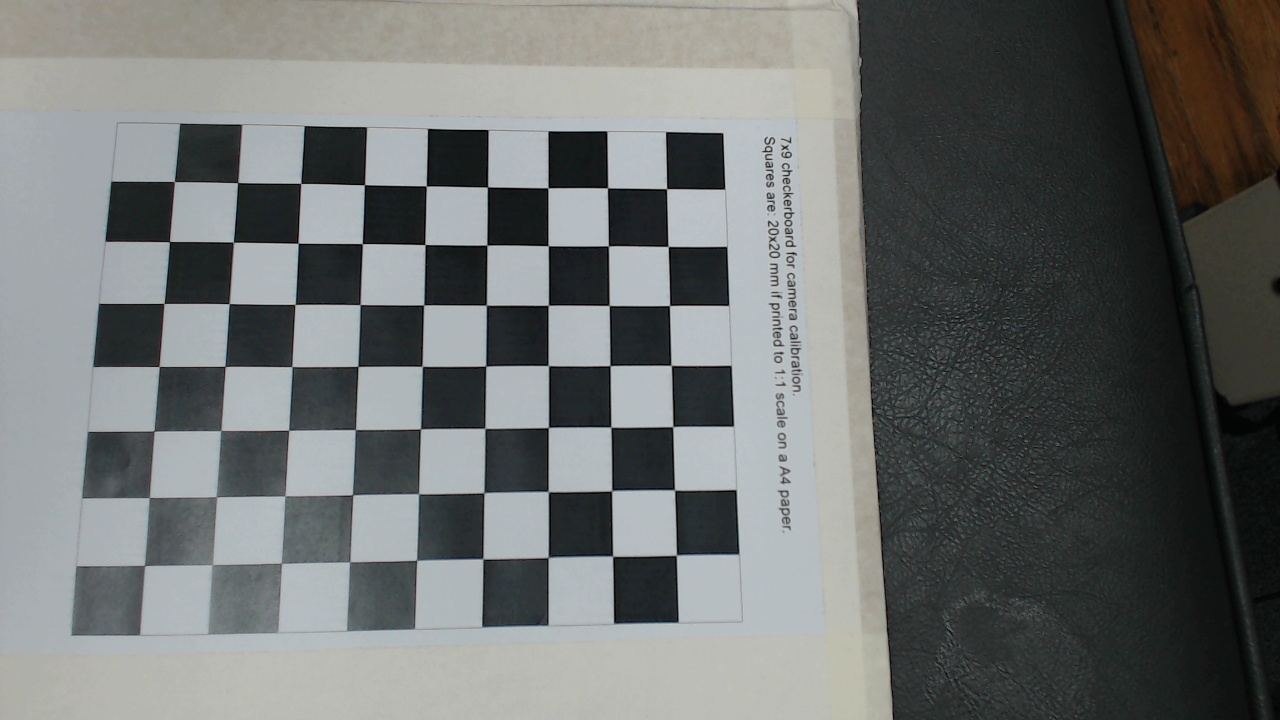 7x9 checkerboard for camera calibration.
Squares are: 20x20 mm if printed to 1:1 scale on a A4 paper.